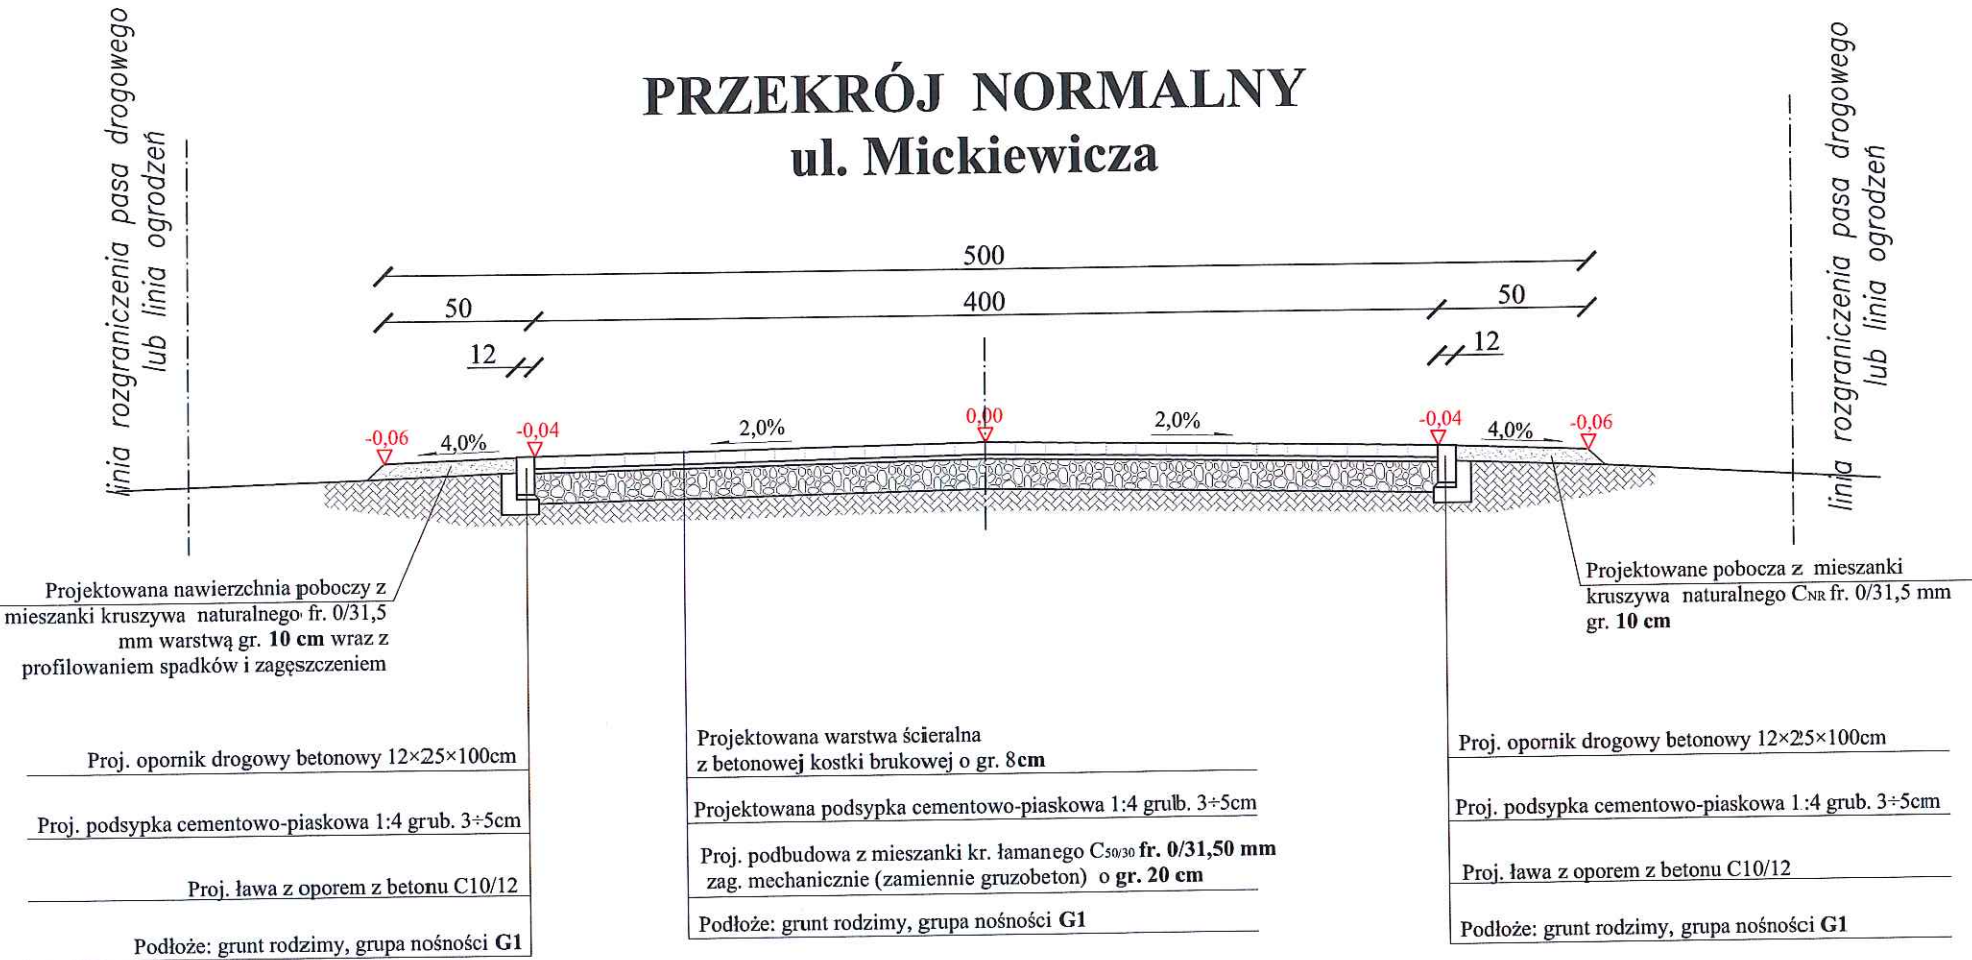 PRZEKRÓJ NORMALNY
ul. Mickiewicza
linia rozgraniczenia pasa drogowego
lub linia ogrodzeń
linia rozgraniczenia pasa drogowego
lub linia ogrodzeń
500
50
400
50
12
12
-0,06
4,0%
-0,04
2,0%
0,00
2,0%
-0,04
4,0%
-0,06
Projektowana nawierzchnia poboczy z
mieszanki kruszywa naturalnego fr. 0/31,5
mm warstwą gr. 10 cm wraz z
profilowaniem spadków i zagęszczeniem
Projektowane pobocza z mieszanki
kruszywa naturalnego CNR fr. 0/31,5 mm
gr. 10 cm
Proj. opornik drogowy betonowy 12×25×100cm
Proj. podsypka cementowo-piaskowa 1:4 grub. 3÷5cm
Proj. ława z oporem z betonu C10/12
Podłoże: grunt rodzimy, grupa nośności G1
Projektowana warstwa ścieralna
z betonowej kostki brukowej o gr. 8cm
Projektowana podsypka cementowo-piaskowa 1:4 grub. 3÷5cm
Proj. podbudowa z mieszanki kr. łamanego C50/30 fr. 0/31,50 mm
zag. mechanicznie (zamiennie gruzobeton) o gr. 20 cm
Podłoże: grunt rodzimy, grupa nośności G1
Proj. opornik drogowy betonowy 12×25×100cm
Proj. podsypka cementowo-piaskowa 1:4 grub. 3÷5cm
Proj. ława z oporem z betonu C10/12
Podłoże: grunt rodzimy, grupa nośności G1